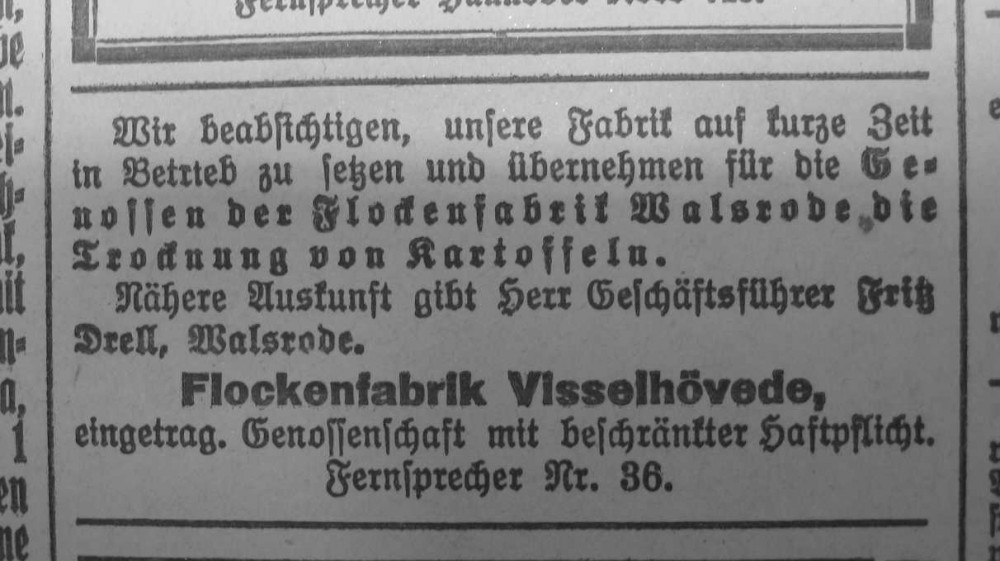 Wir beabsichtigen, unsere Fabrik auf kurze Zeit
in Betrieb zu setzen und übernehmen für die Ge-
nossen der Flockenfabrik Walsrode die
Trocknung von Kartoffeln.
Nähere Auskunft gibt Herr Geschäftsführer Fritz
Drell, Walsrode.
Flockenfabrik Visselhövede,
eingetrag. Genossenschaft mit beschränkter Haftpflicht.
Fernsprecher Nr. 36.